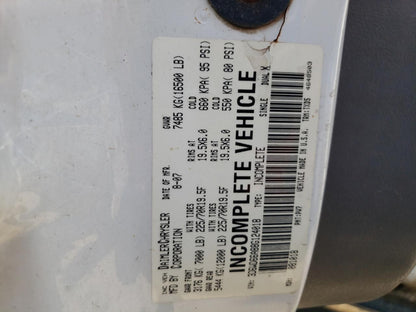 MFD BY DAIMLERCHRYSLER CORPORATION
DATE OF MFR 8-07
GVWR 7485 KG(16500 LB)
GAWR FRONT WITH TIRES RIMS AT COLD
3176 KG( 7000 LB) 225/70R19.5F 19.5X6.0 660 KPA( 95 PSI)
GAWR REAR WITH TIRES RIMS AT COLD
5444 KG(12000 LB) 225/70R19.5F 19.5X6.0 550 KPA( 80 PSI)
INCOMPLETE VEHICLE
SINGLE DUAL X
VIN: TYPE: INCOMPLETE
MDH: 081018
VEHICLE MADE IN U.S.A.